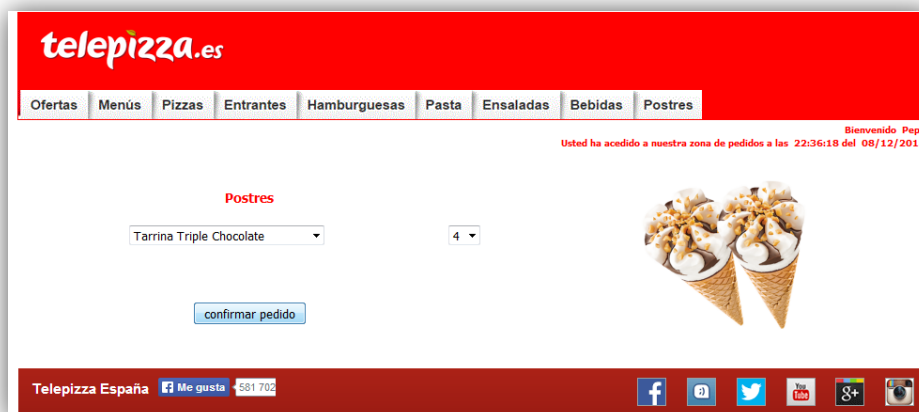 telepizza.es
Ofertas Menús Pizzas Entrantes Hamburguesas Pasta Ensaladas Bebidas Postres
Bienvenido Pep
Usted ha acedido a nuestra zona de pedidos a las 22:36:18 del 08/12/201
Postres
Tarrina Triple Chocolate 4
confirmar pedido
Telepizza España f Me gusta 581 702
f :) You Tube g+